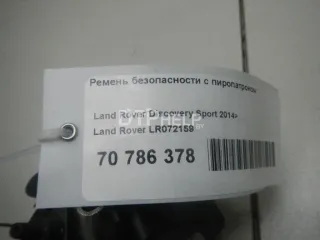 Ремень безопасности с пиропатроном
Land Rover Discovery Sport 2014>
Land Rover LR072159
70 786 378